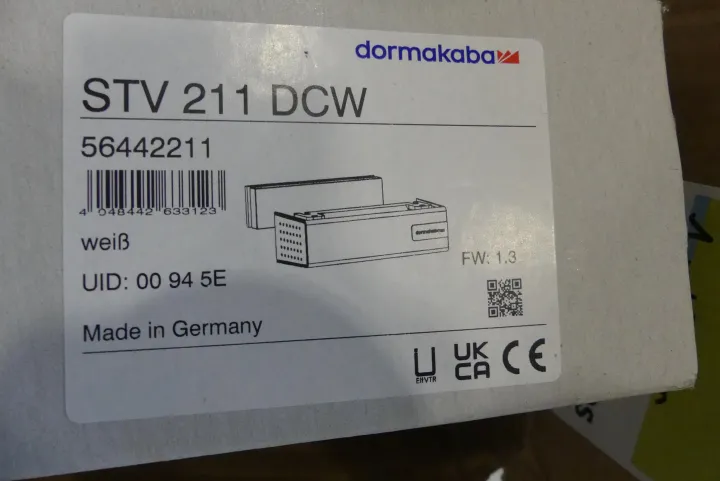 dormakaba
STV 211 DCW
56442211
4 048442 633123
weiß
dormakaba
FW: 1.3
UID: 00 94 5E
Made in Germany
UK
CA
CE